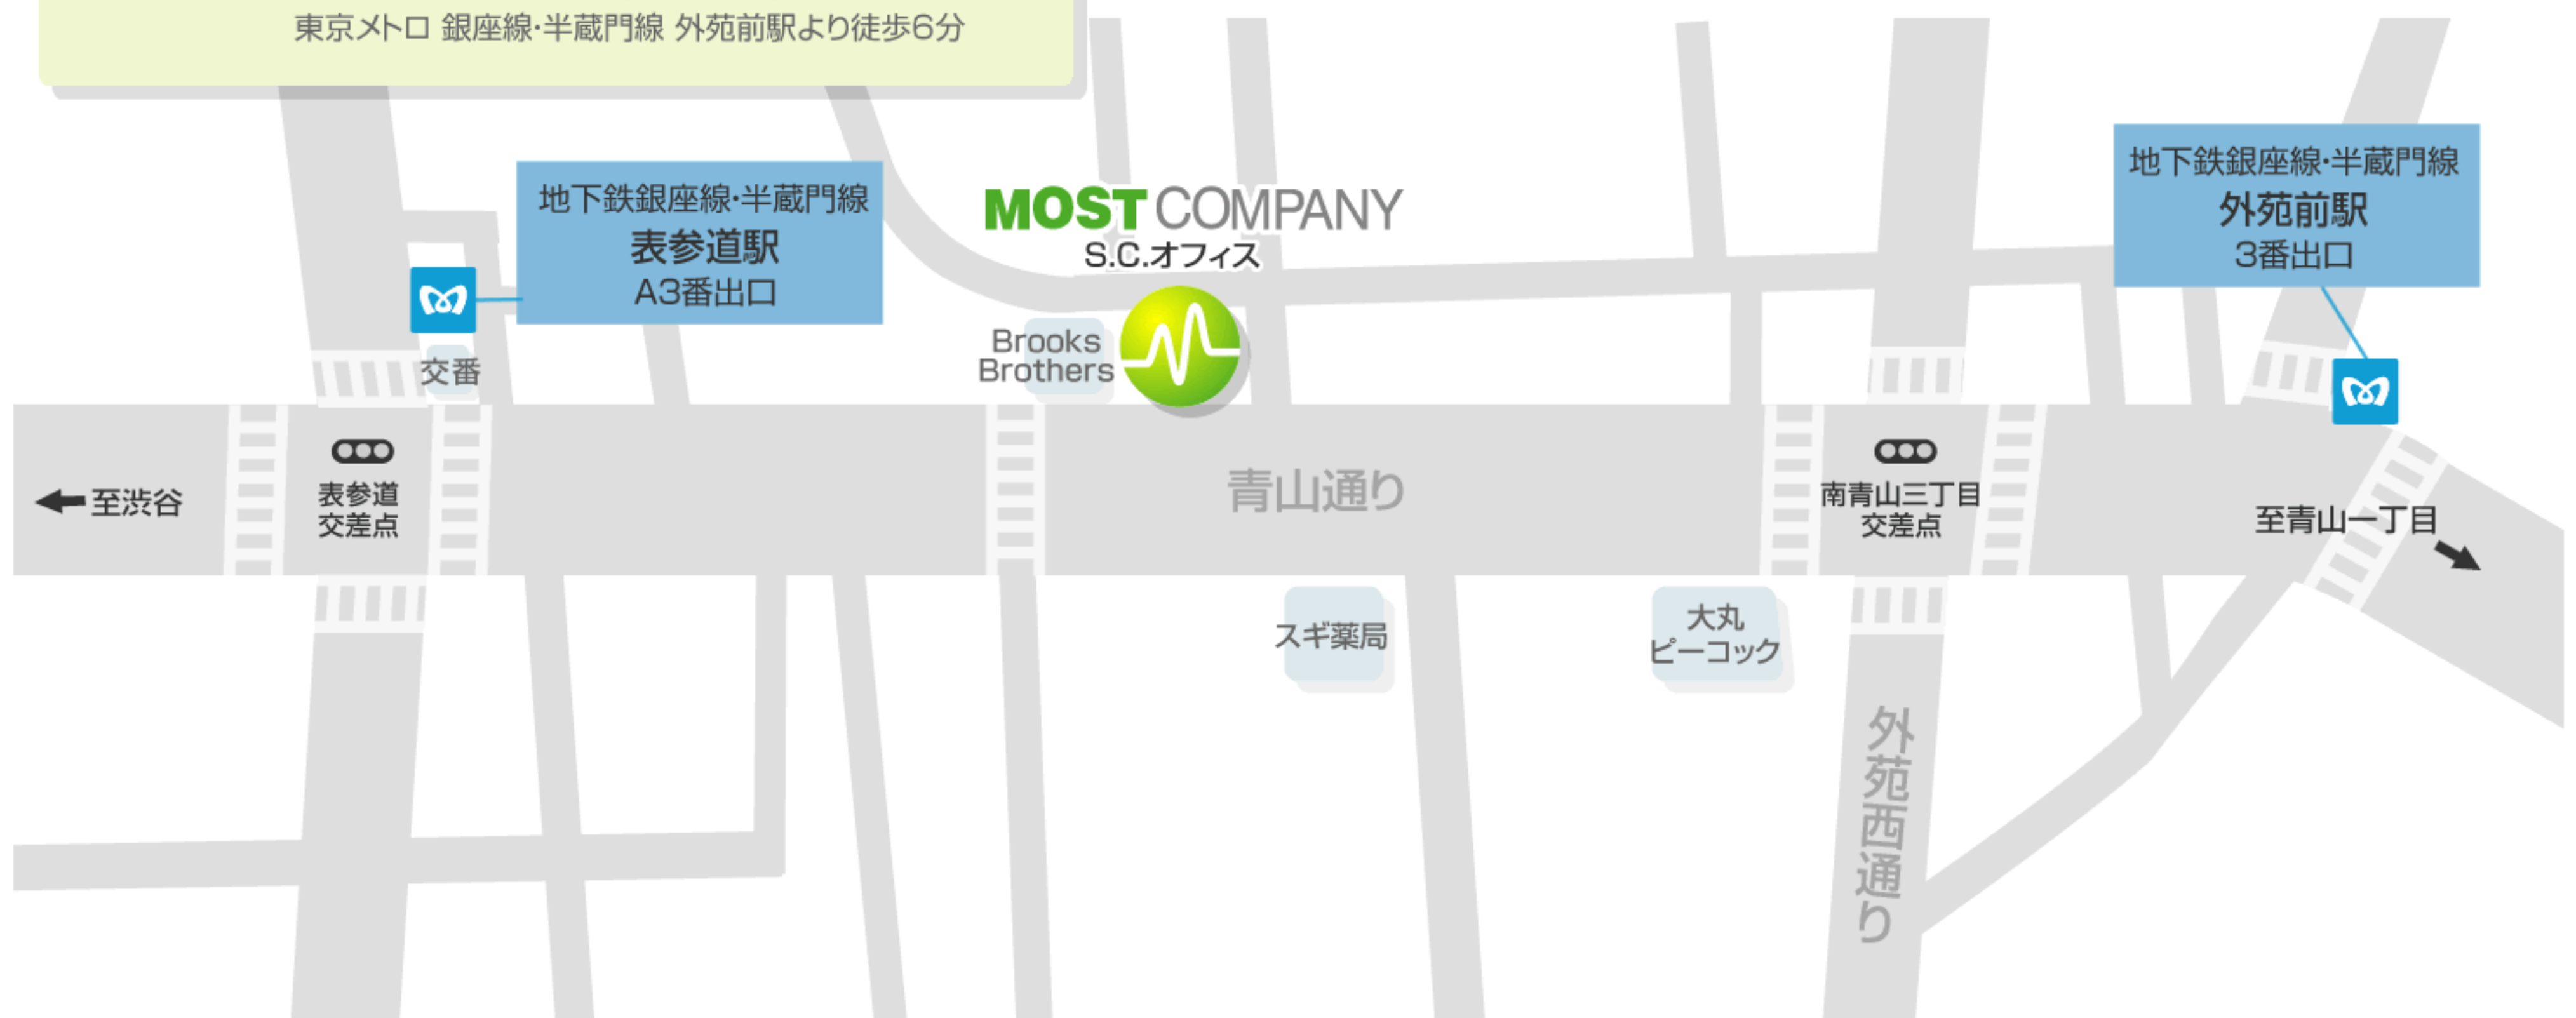 東京メトロ 銀座線・半蔵門線 外苑前駅より徒歩6分
地下鉄銀座線・半蔵門線
表参道駅
A3番出口
交番
MOST COMPANY
S.C.オフィス
Brooks
Brothers
地下鉄銀座線・半蔵門線
外苑前駅
3番出口
至渋谷
表参道
交差点
青山通り
南青山三丁目
交差点
至青山一丁目
スギ薬局
大丸
ピーコック
外苑西通り